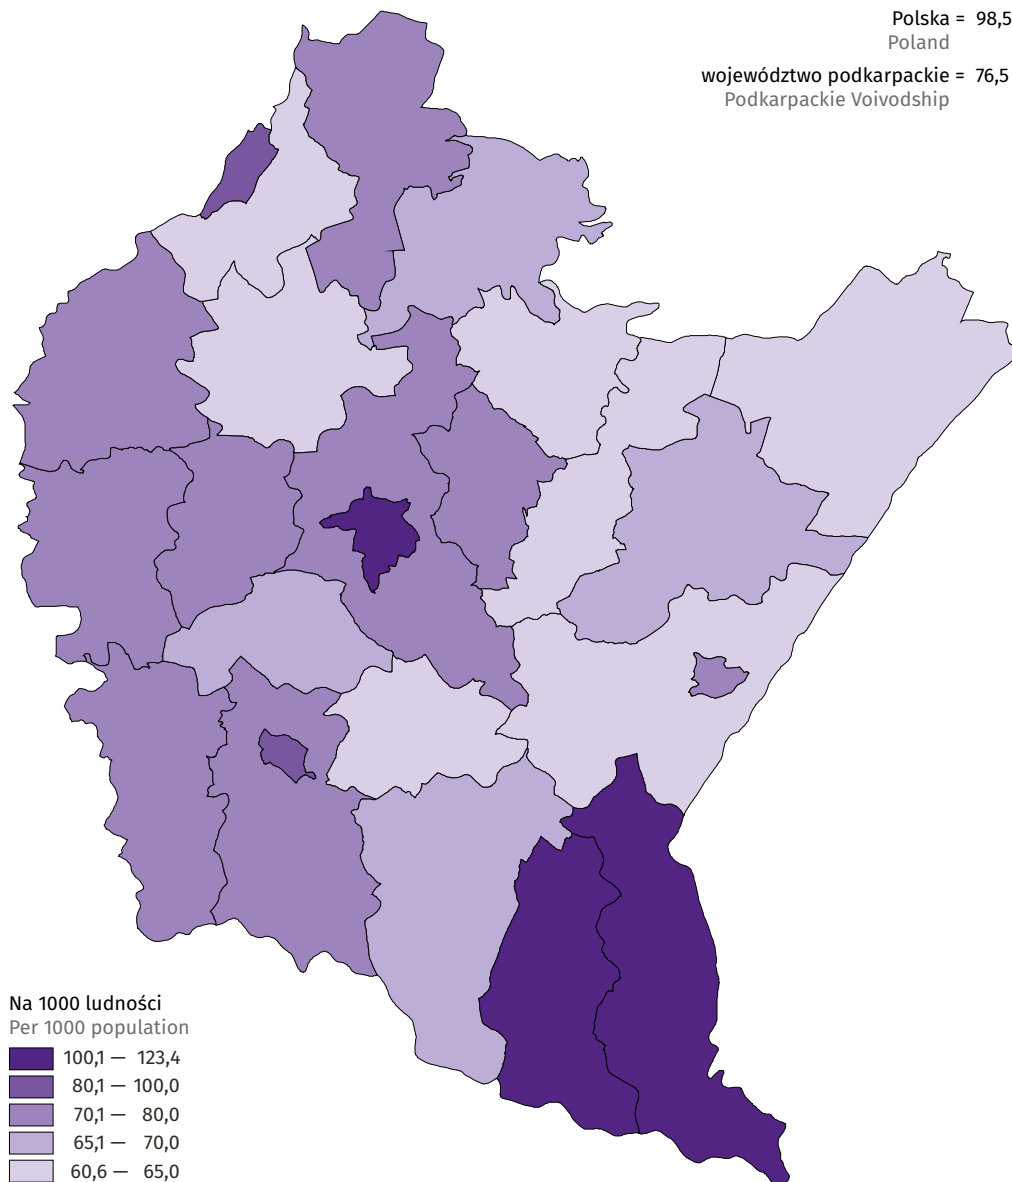 Polska = 98,5
Poland
województwo podkarpackie = 76,5
Podkarpackie Voivodship
Na 1000 ludności
Per 1000 population
100,1 — 123,4
80,1 — 100,0
70,1 — 80,0
65,1 — 70,0
60,6 — 65,0